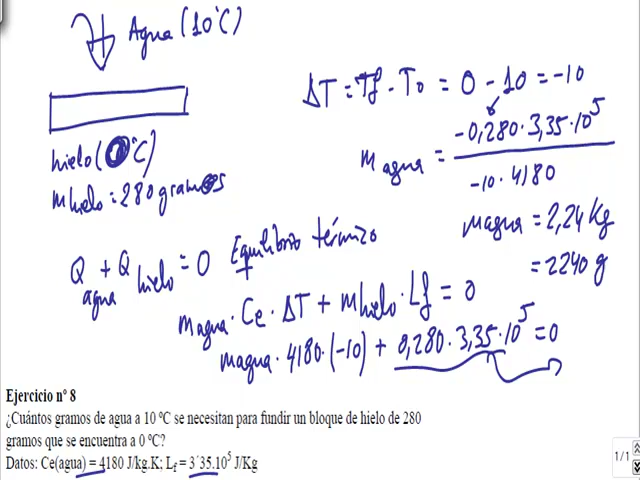 Agua (10°C)
hielo (0°C)
m hielo = 280 gramos
ΔT = Tf - To = 0 - 10 = -10
m agua = -0,280 · 3,35 · 10^5 / -10 · 4180
magua = 2,24 Kg
= 2240 g
Q agua + Q hielo = 0 Equilibrio térmizo
magua · Ce · ΔT + mhielo · Lf = 0
magua · 4180 · (-10) + 0,280 · 3,35 · 10^5 = 0
Ejercicio nº 8
¿Cuántos gramos de agua a 10 ºC se necesitan para fundir un bloque de hielo de 280
gramos que se encuentra a 0 ºC?
Datos: Ce(agua) = 4180 J/kg.K; Lf = 3´35.10^5 J/Kg
1/1